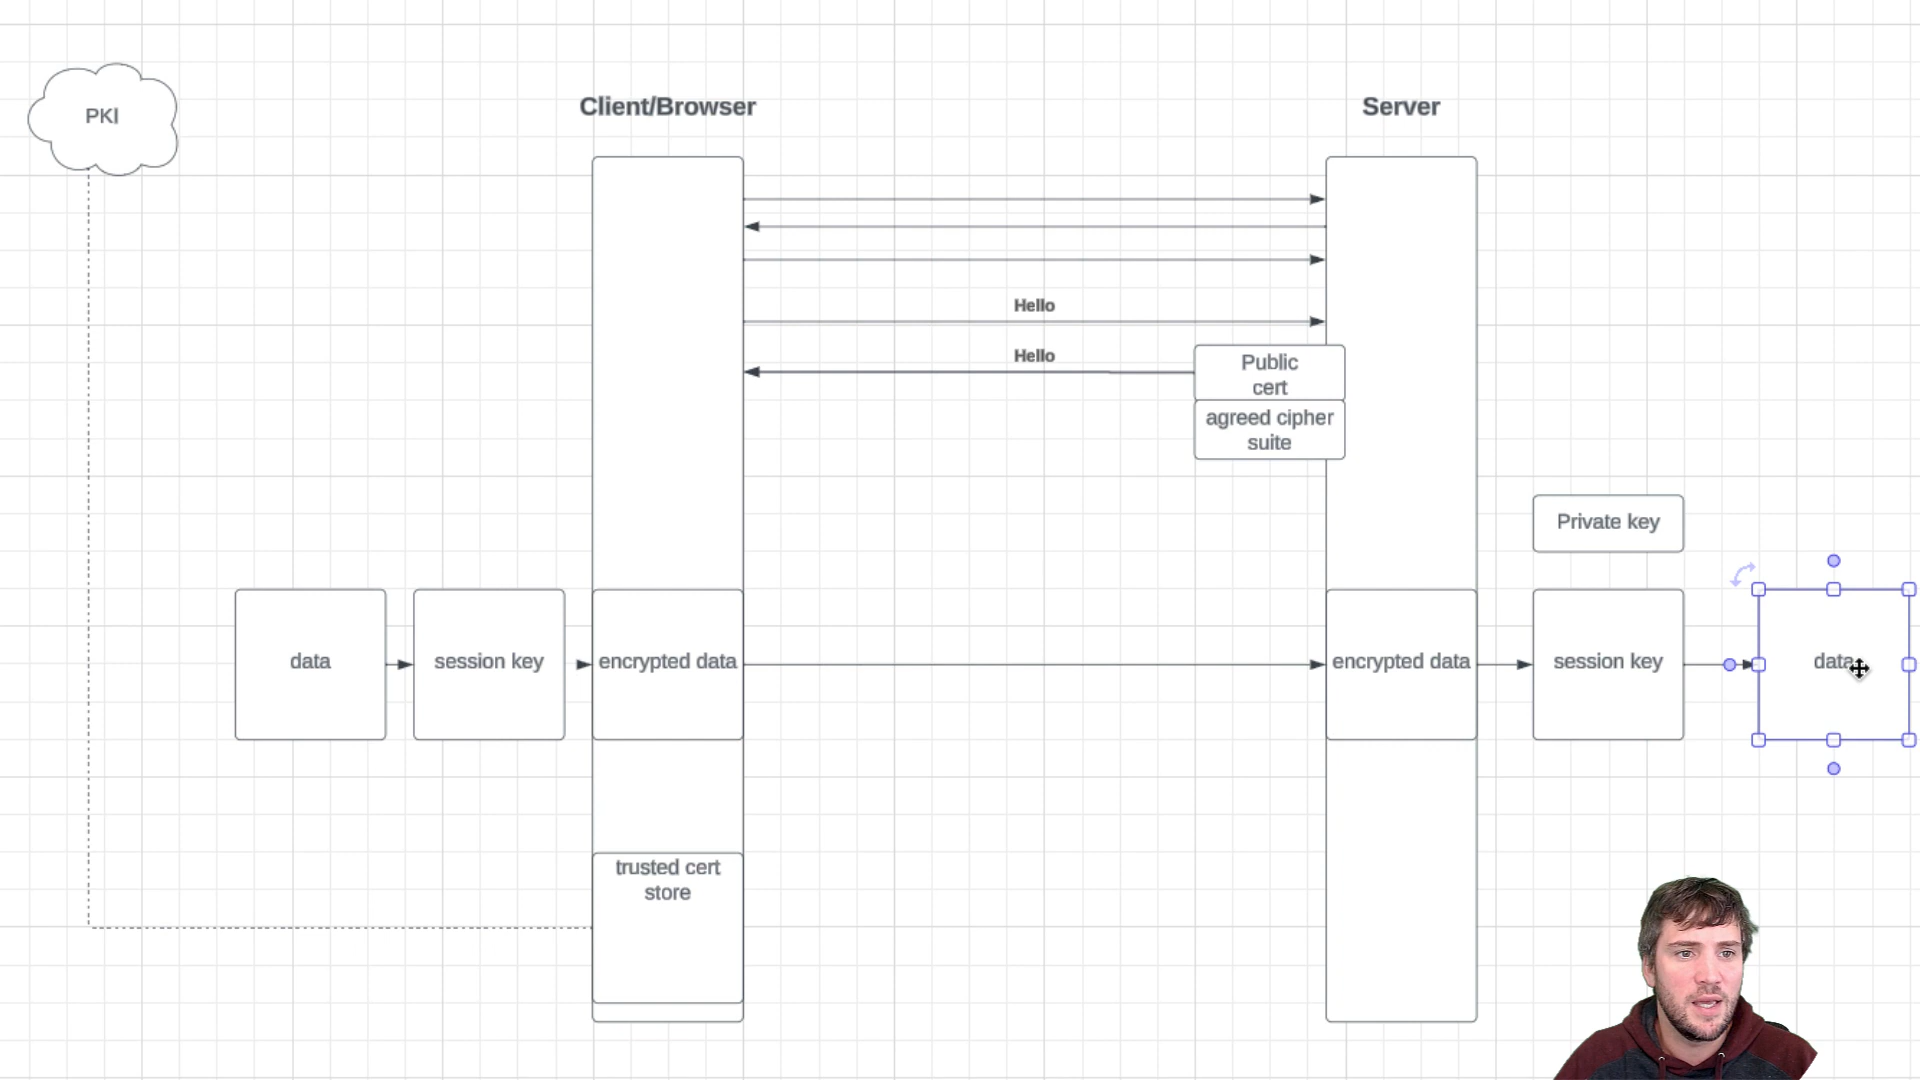 PKI
Client/Browser
Server
Hello
Hello
Public
cert
agreed cipher
suite
Private key
data
session key
encrypted data
encrypted data
session key
data
trusted cert
store